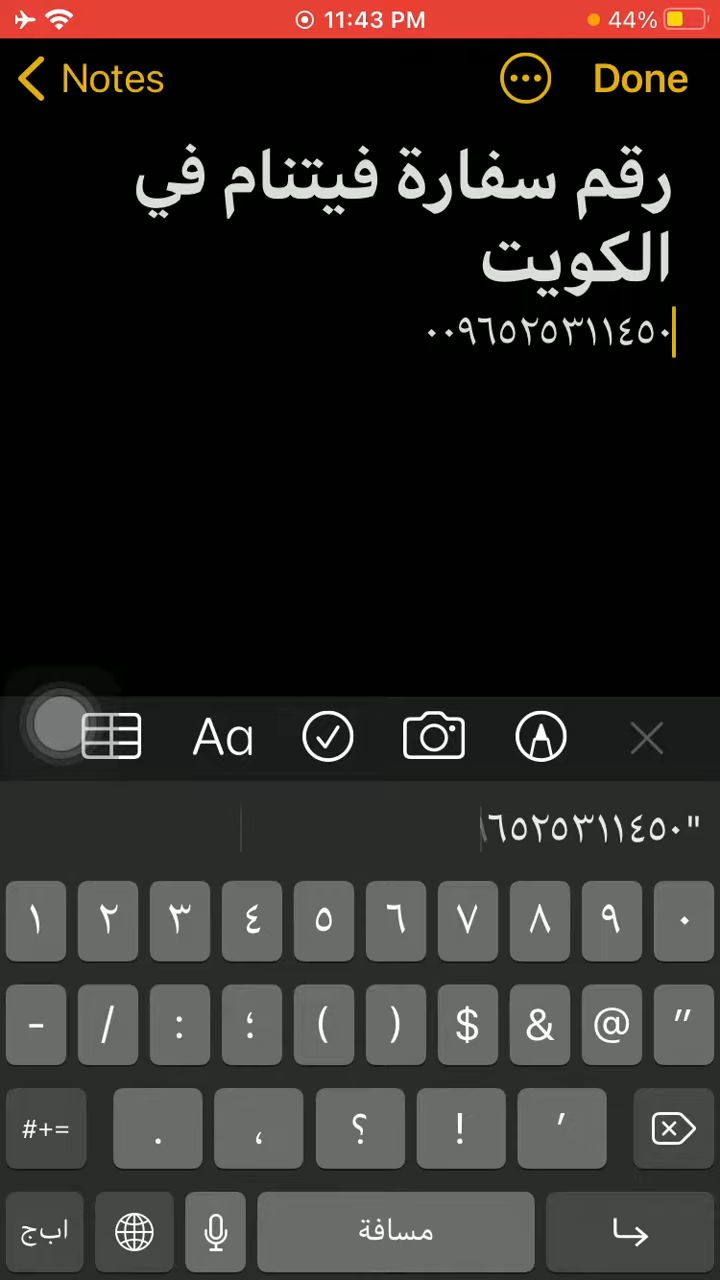 11:43 PM
44%
Notes
Done
رقم سفارة فيتنام في
الكويت
٠٠٩٦٥٢٥٣١١٤٥٠
Aa
٦٥٢٥٣١١٤٥٠"
١ ٢ ٣ ٤ ٥ ٦ ٧ ٨ ٩ ٠
- / : ؛ ( ) $ & @ "
#+= . ، ؟ ! '
اب‌ج مسافة